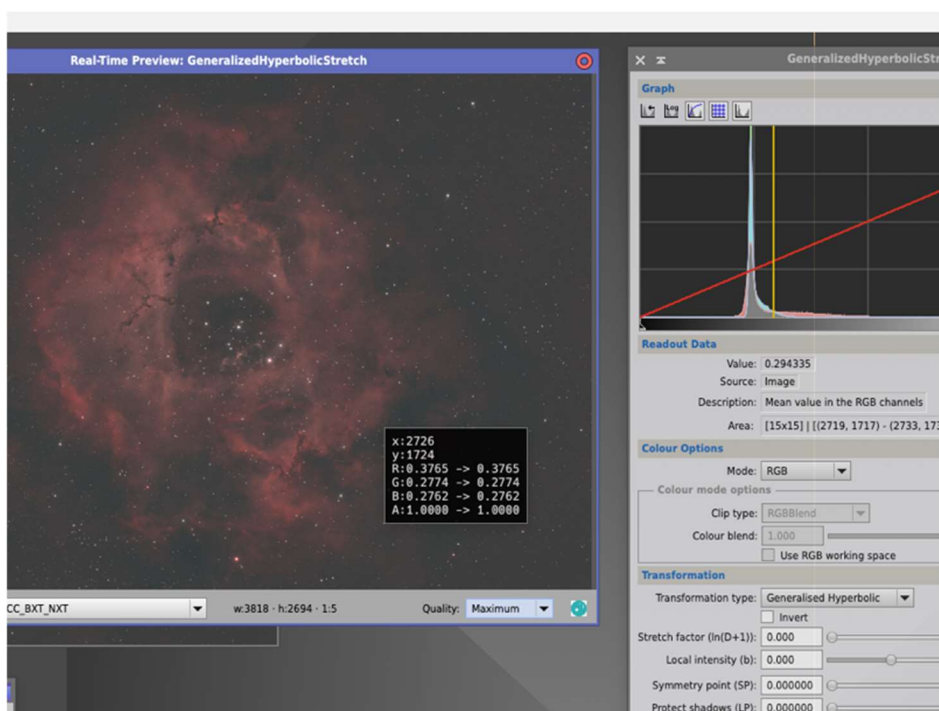 Real-Time Preview: GeneralizedHyperbolicStretch
x:2726
y:1724
R:0.3765 -> 0.3765
G:0.2774 -> 0.2774
B:0.2762 -> 0.2762
A:1.0000 -> 1.0000
CC_BXT_NXT
w:3818 · h:2694 · 1:5
Quality: Maximum
GeneralizedHyperbolicStr
Graph
Log
Readout Data
Value: 0.294335
Source: Image
Description: Mean value in the RGB channels
Area: [15x15] | [(2719, 1717) - (2733, 173
Colour Options
Mode: RGB
Colour mode options
Clip type: RGBBlend
Colour blend: 1.000
Use RGB working space
Transformation
Transformation type: Generalised Hyperbolic
Invert
Stretch factor (ln(D+1)): 0.000
Local intensity (b): 0.000
Symmetry point (SP): 0.000000
Protect shadows (LP): 0.000000